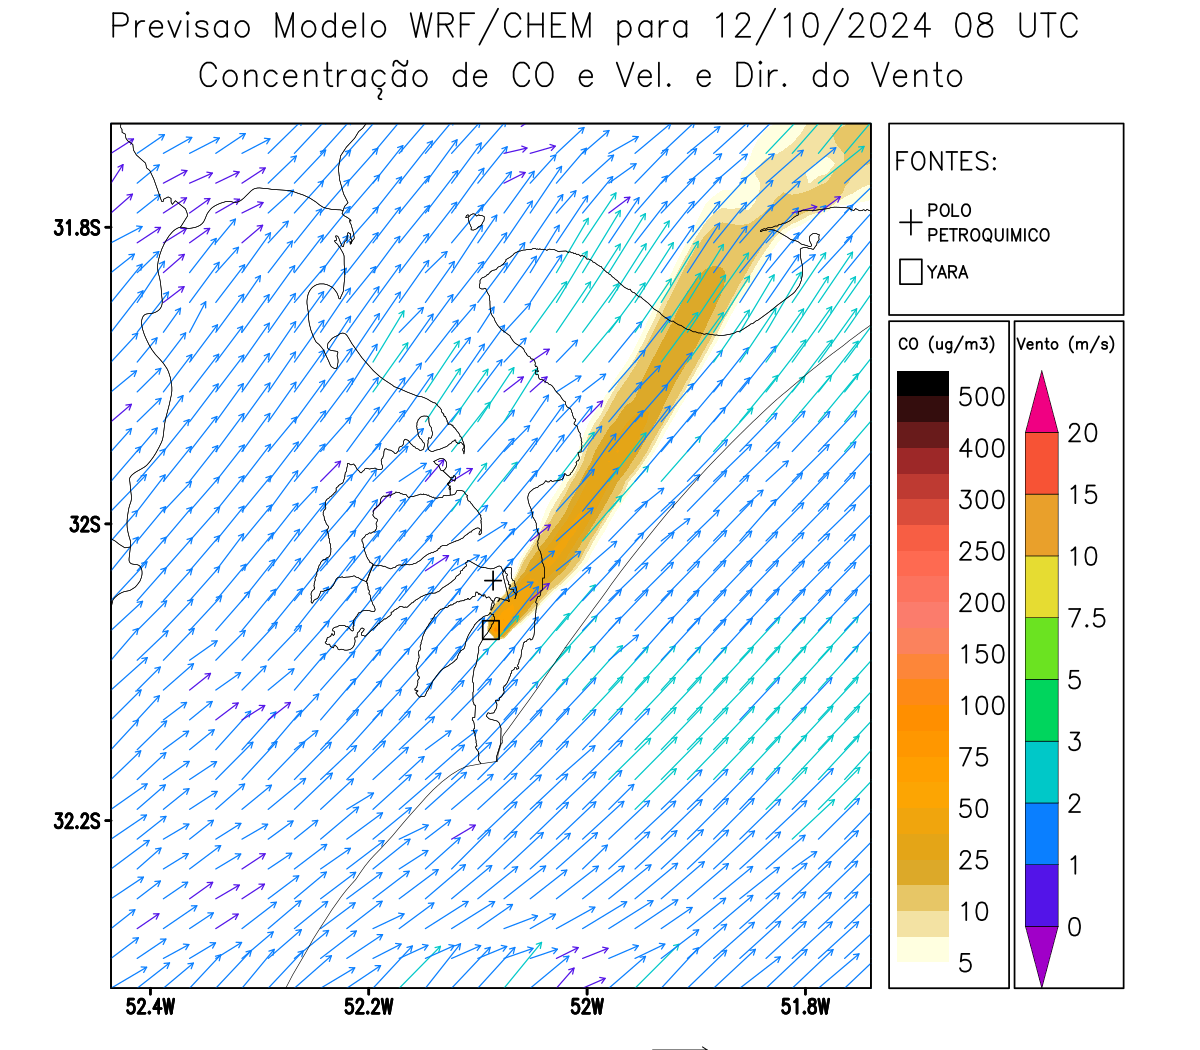 Previsao Modelo WRF/CHEM para 12/10/2024 08 UTC
Concentração de CO e Vel. e Dir. do Vento
FONTES:
POLO
PETROQUIMICO
YARA
CO (ug/m3)
500
400
300
250
200
150
100
75
50
25
10
5
Vento (m/s)
20
15
10
7.5
5
3
2
1
0
31.8S
32S
32.2S
52.4W
52.2W
52W
51.8W